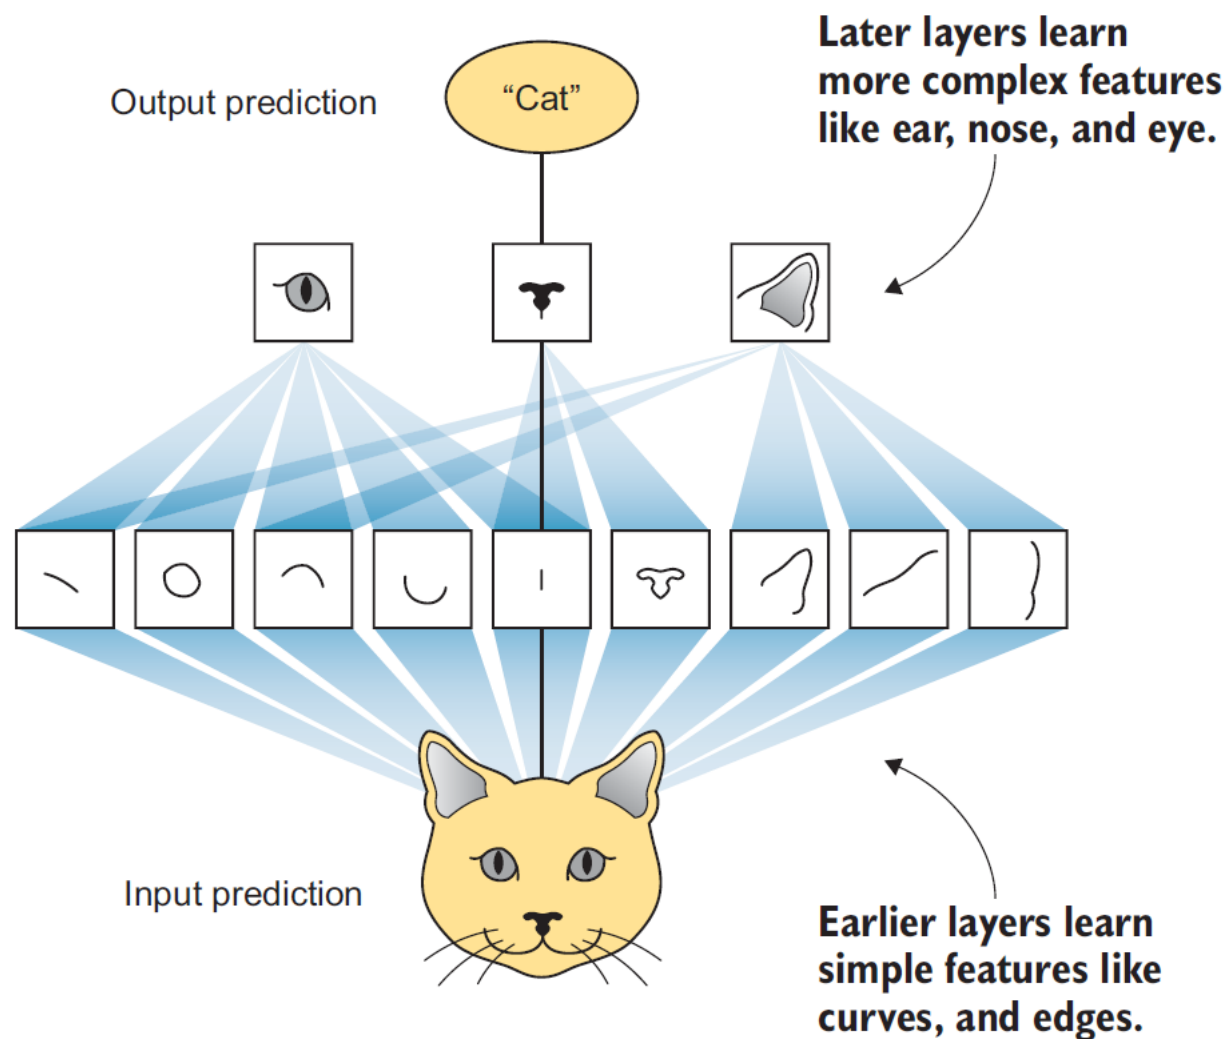 Later layers learn
more complex features
like ear, nose, and eye.
Output prediction
“Cat”
Input prediction
Earlier layers learn
simple features like
curves, and edges.